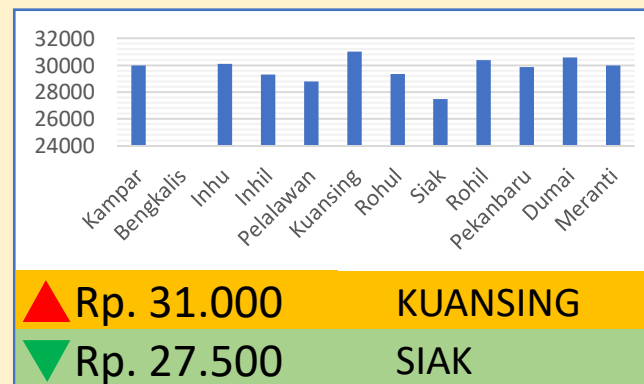 32000
30000
28000
26000
24000
Kampar
Bengkalis
Inhu
Inhil
Pelalawan
Kuansing
Rohul
Siak
Rohil
Pekanbaru
Dumai
Meranti
Rp. 31.000 KUANSING
Rp. 27.500 SIAK